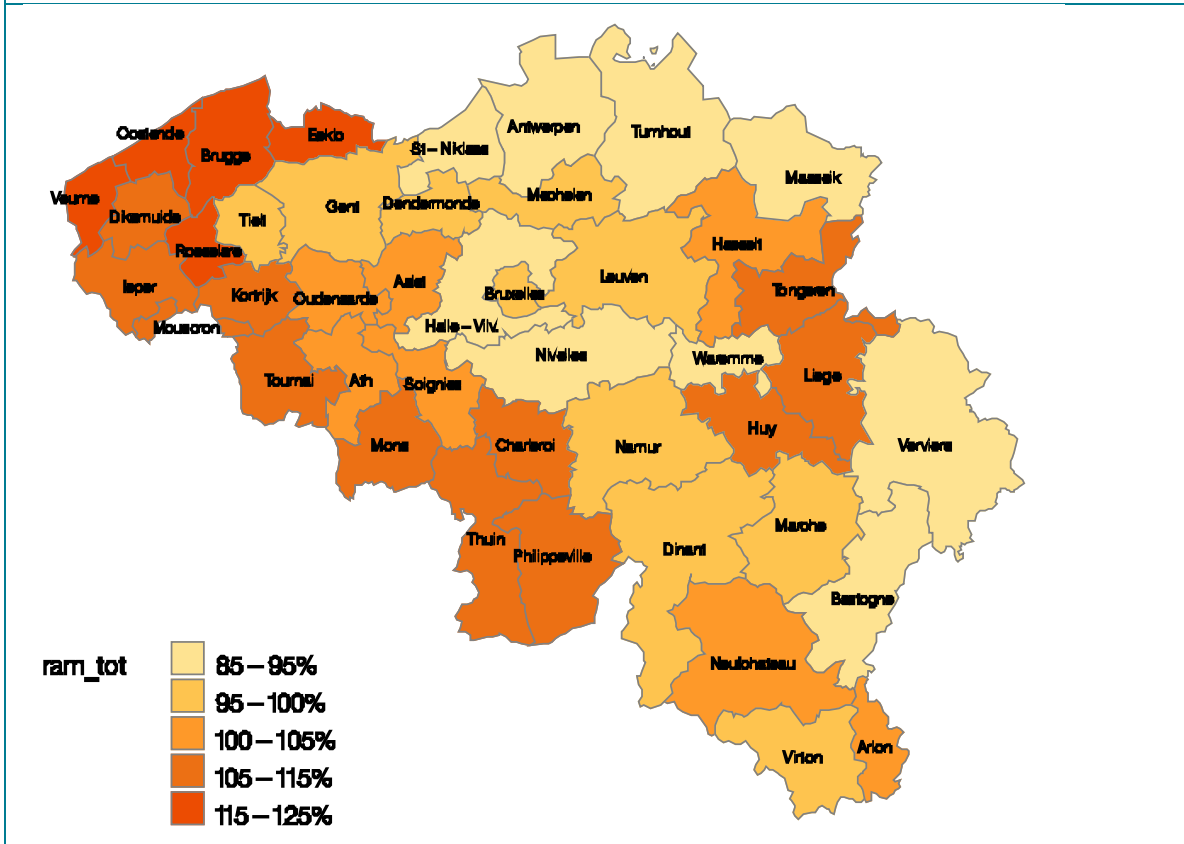 Antwerpen
Turnhout
Oostende
Eeklo
St-Niklaas
Brugge
Maaseik
Veurne
Mechelen
Dendermonde
Gent
Diksmuide
Tielt
Hasselt
Roeselare
Leuven
Aalst
Ieper
Kortrijk
Bruxelles
Tongeren
Oudenaarde
Halle-Vilv.
Mouscron
Nivelles
Waremme
Liege
Tournai
Ath
Soignies
Huy
Mons
Charleroi
Namur
Verviers
Marche
Thuin
Philippeville
Dinant
Bastogne
Neufchateau
Virton
Arlon
ram_tot
85-95%
95-100%
100-105%
105-115%
115-125%